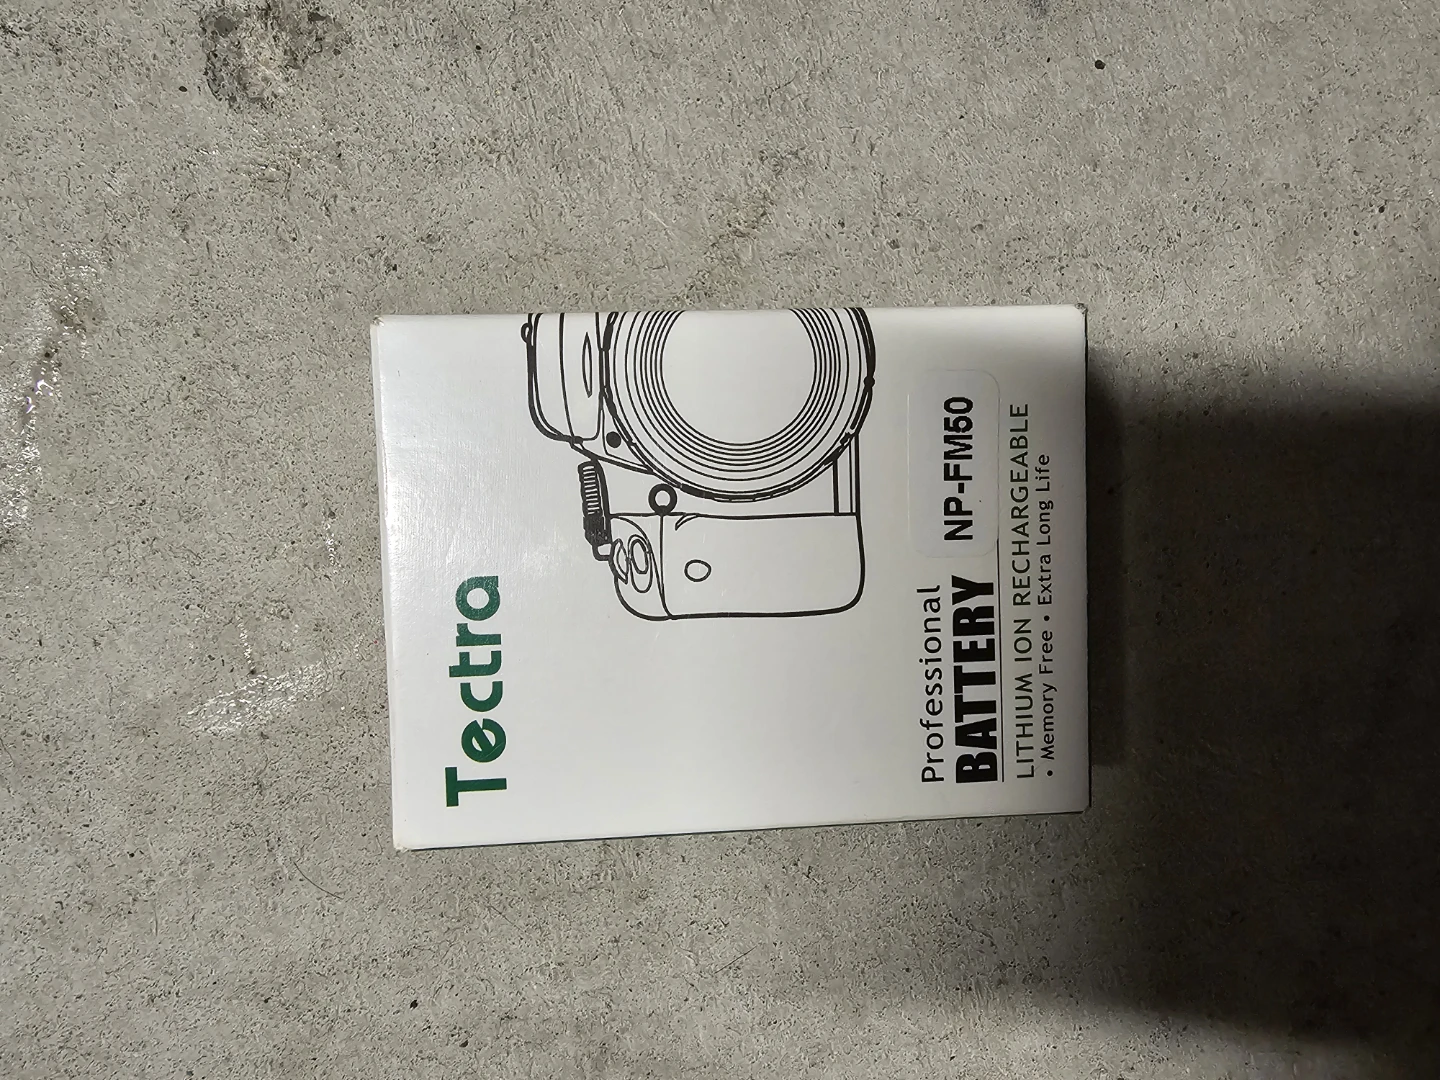 Tectra
Professional
BATTERY NP-FM50
LITHIUM ION RECHARGEABLE
• Memory Free • Extra Long Life